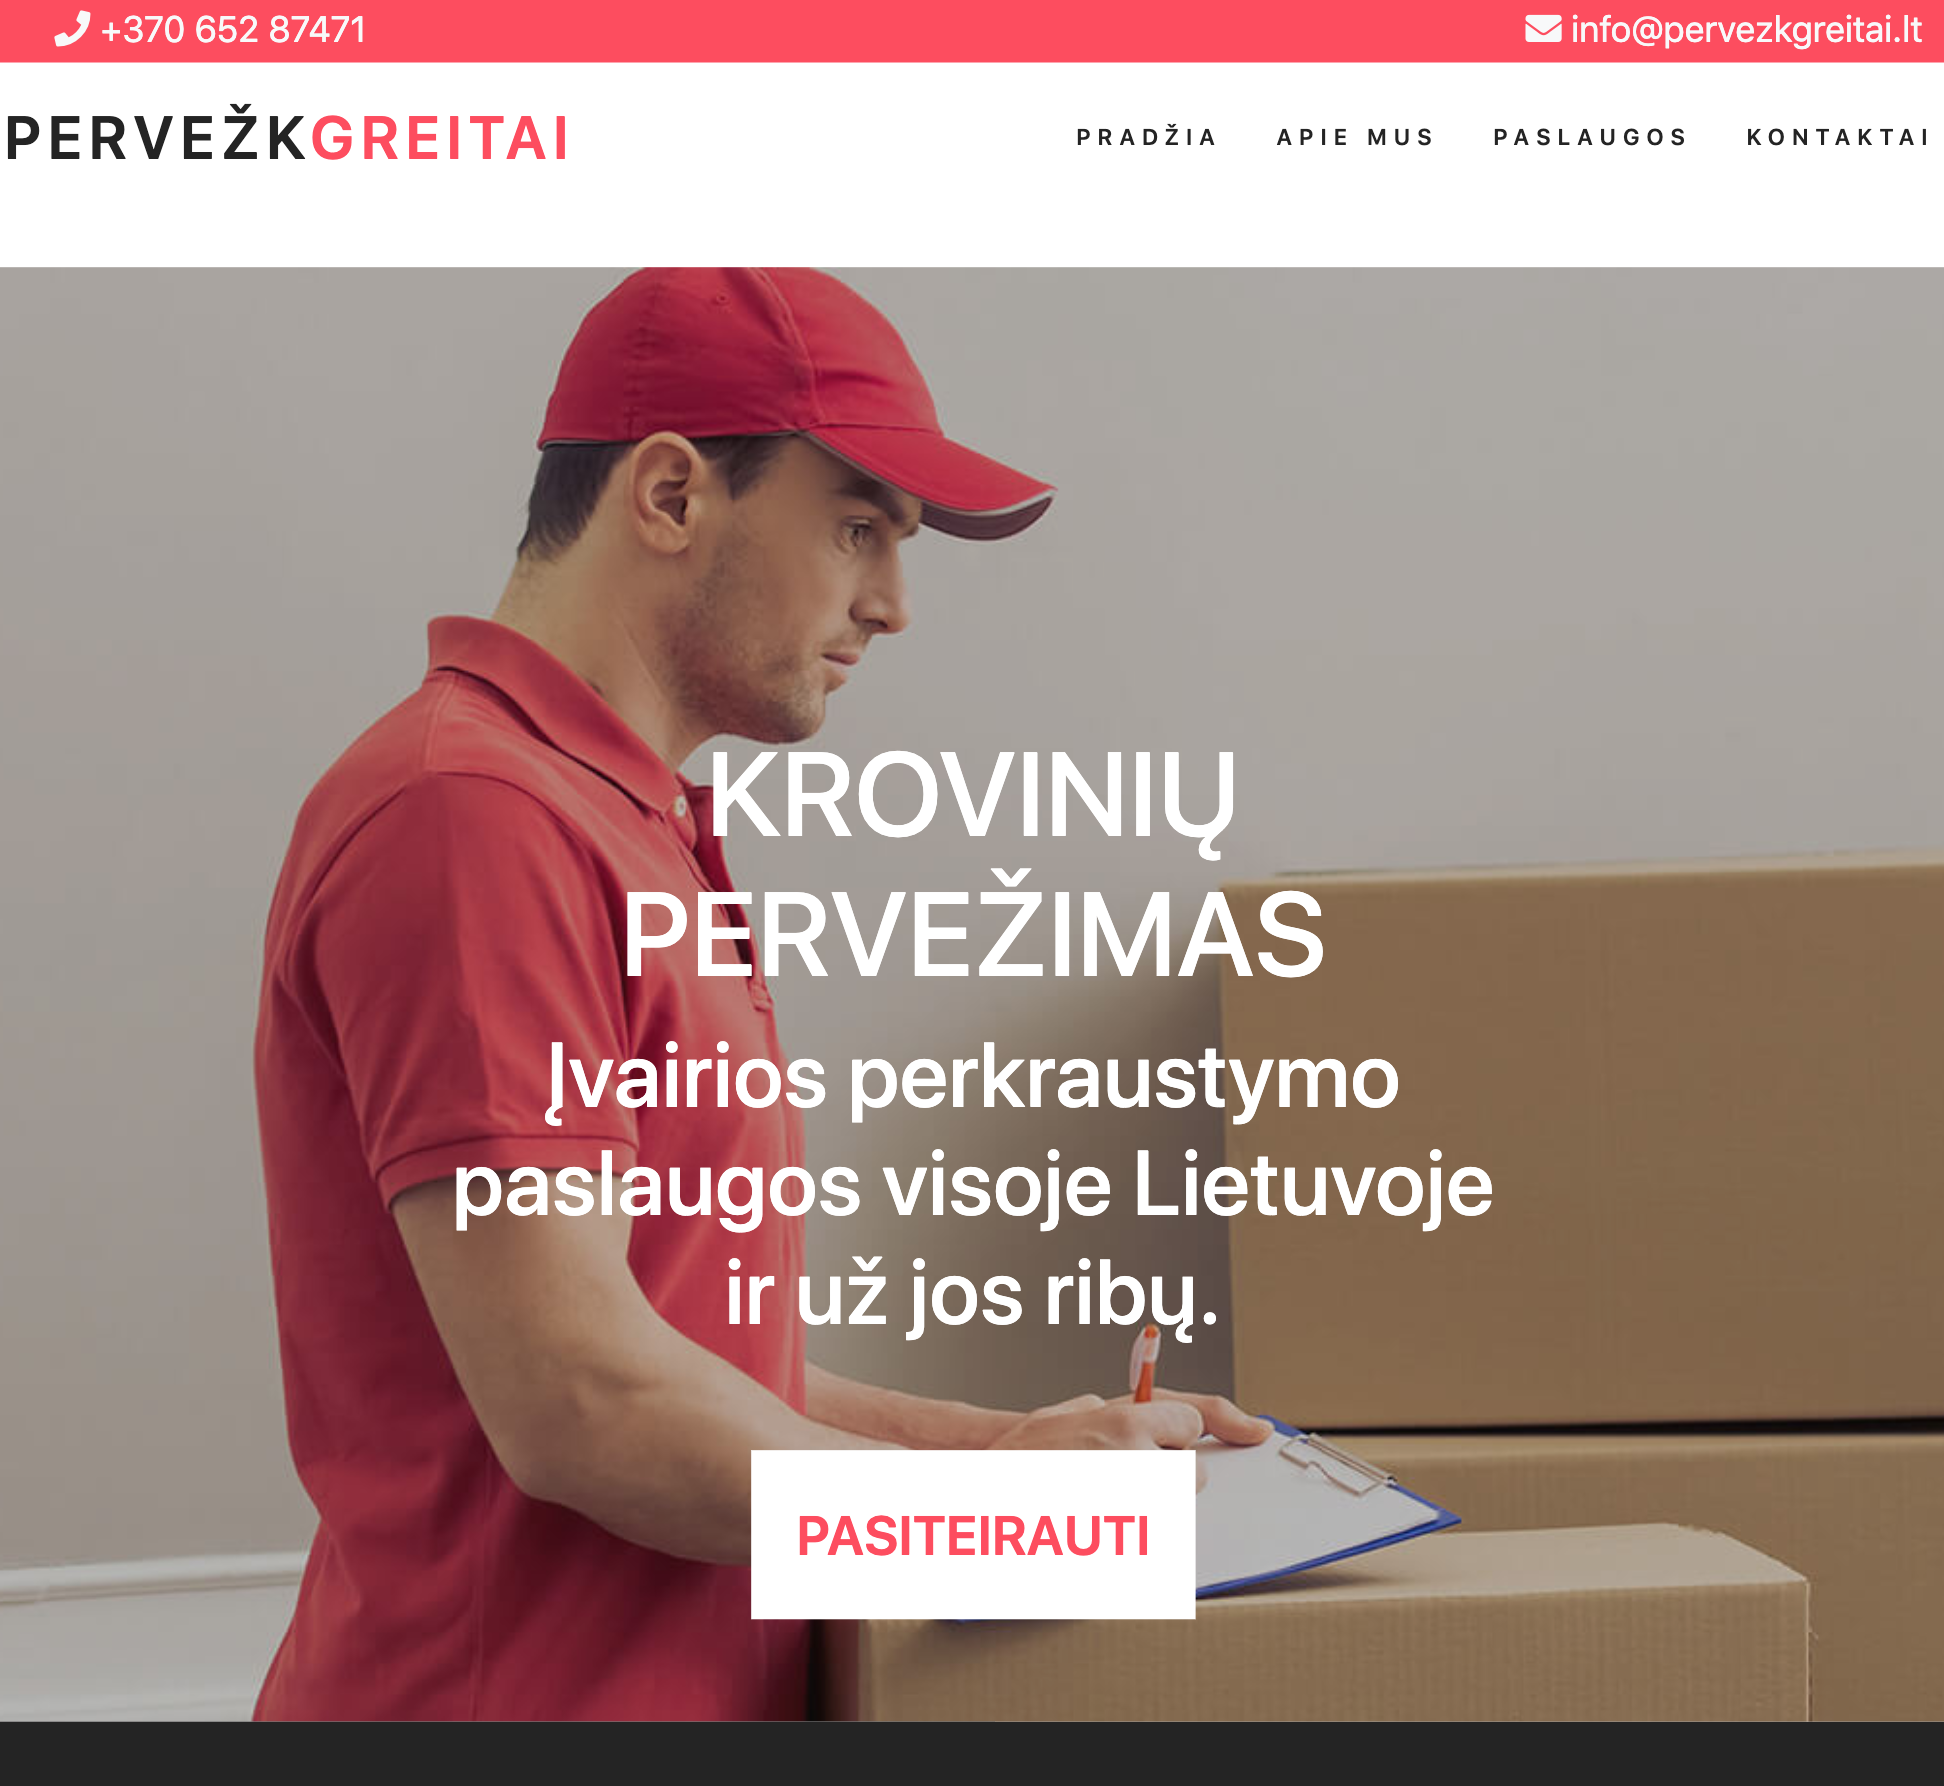 +370 652 87471
info@pervezkgreitai.lt
PERVEŽKGREITAI
PRADŽIA
APIE MUS
PASLAUGOS
KONTAKTAI
KROVINIŲ
PERVEŽIMAS
Įvairios perkraustymo
paslaugos visoje Lietuvoje
ir už jos ribų.
PASITEIRAUTI